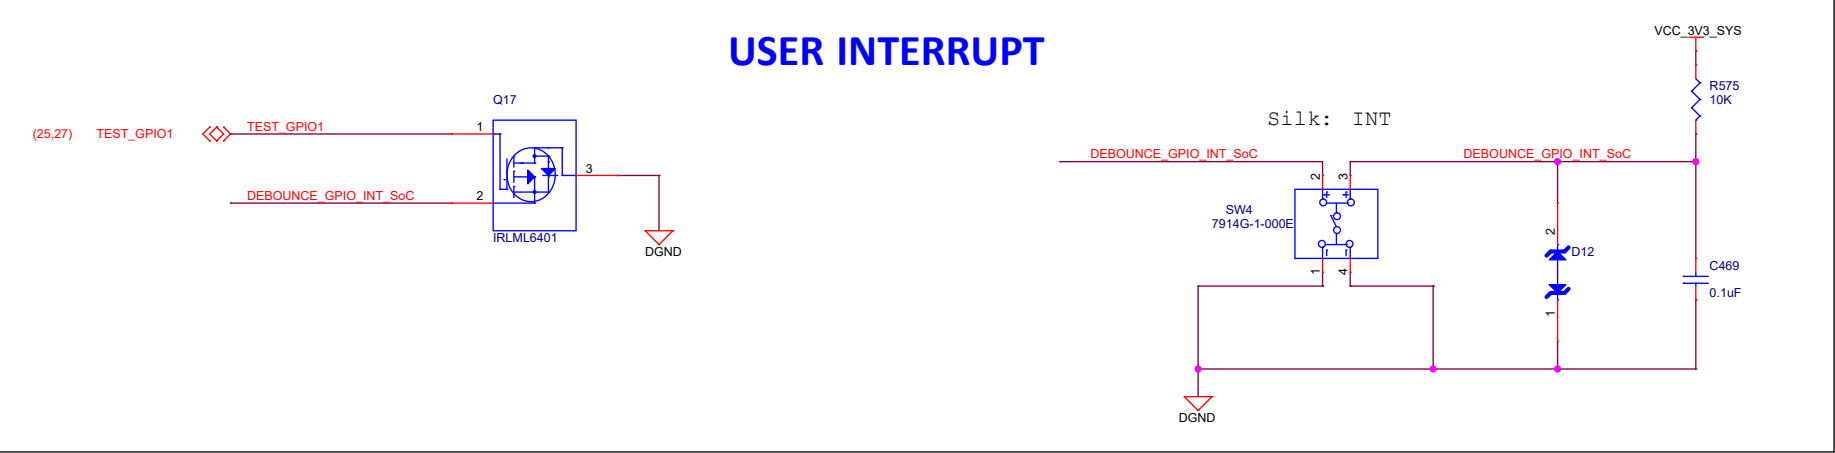 USER INTERRUPT
VCC_3V3_SYS
R575
10K
Q17
Silk: INT
(25,27) TEST_GPIO1
TEST_GPIO1
1
3
DEBOUNCE_GPIO_INT_SoC
2
IRLML6401
DGND
DEBOUNCE_GPIO_INT_SoC
DEBOUNCE_GPIO_INT_SoC
2
3
SW4
7914G-1-000E
1
4
2
D12
1
C469
0.1uF
DGND